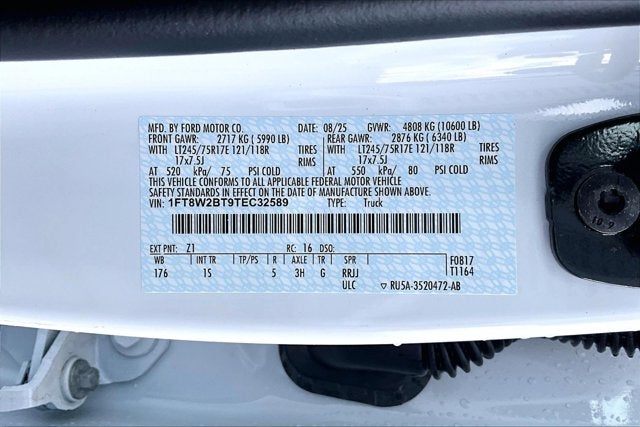 MFD. BY FORD MOTOR CO. DATE: 08/25 GVWR: 4808 KG (10600 LB)
FRONT GAWR: 2717 KG ( 5990 LB) REAR GAWR: 2876 KG ( 6340 LB)
WITH LT245/75R17E 121/118R TIRES WITH LT245/75R17E 121/118R TIRES
17x7.5J RIMS 17x7.5J RIMS
AT 520 kPa/ 75 PSI COLD AT 550 kPa/ 80 PSI COLD
THIS VEHICLE CONFORMS TO ALL APPLICABLE FEDERAL MOTOR VEHICLE
SAFETY STANDARDS IN EFFECT ON THE DATE OF MANUFACTURE SHOWN ABOVE.
VIN: 1FT8W2BT9TEC32589 TYPE: Truck
EXT PNT: Z1 RC: 16 DSO:
WB INT TR TP/PS R AXLE TR SPR F0817
176 1S 5 3H G RRJJ T1164
ULC ▽ RU5A-3520472-AB
10.9